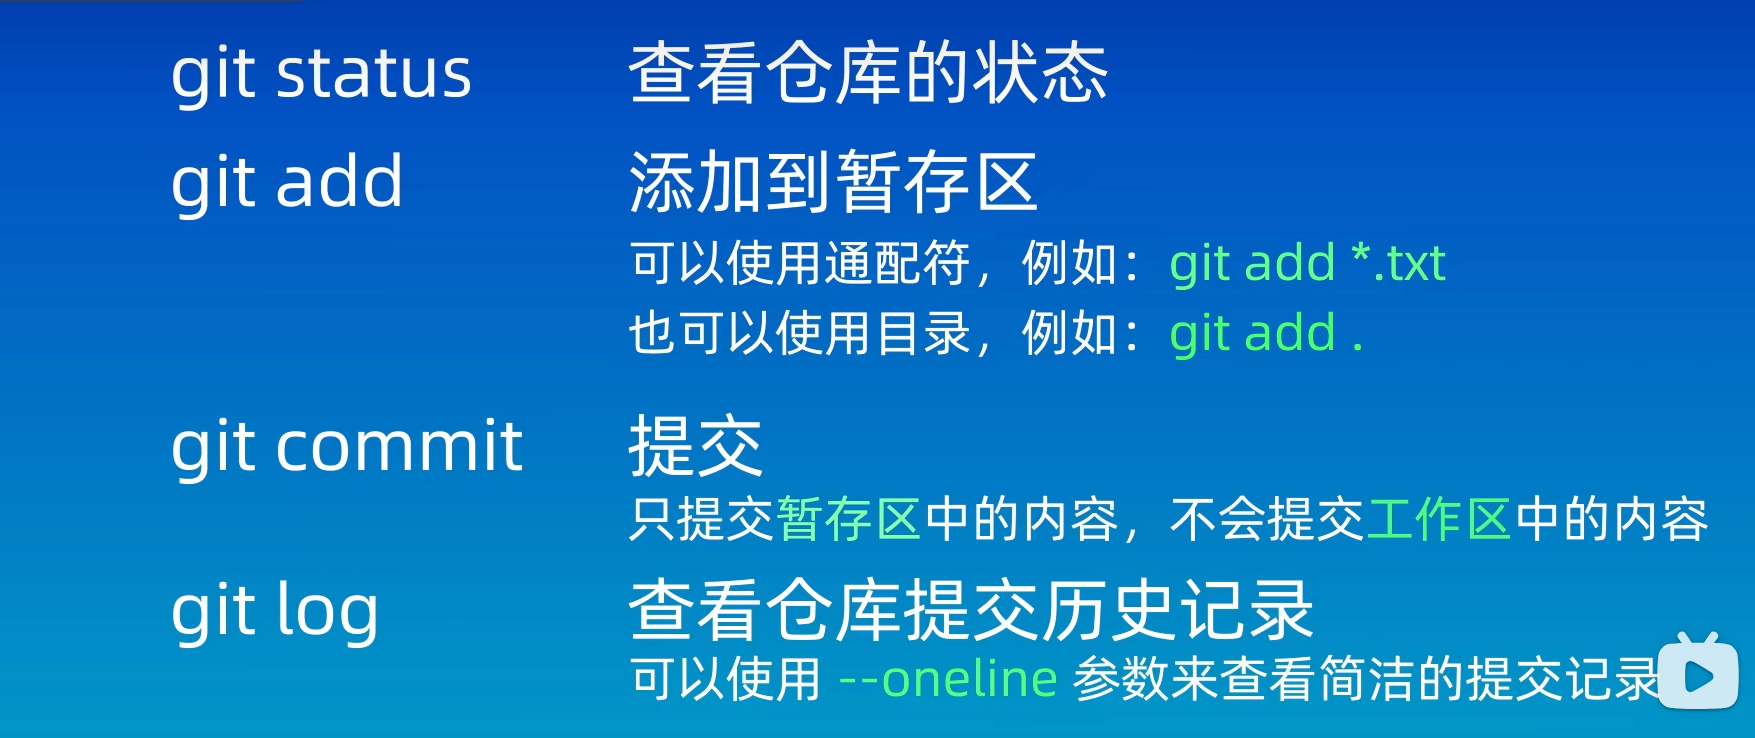 git status 查看仓库的状态
git add 添加到暂存区
可以使用通配符，例如：git add *.txt
也可以使用目录，例如：git add .
git commit 提交
只提交暂存区中的内容，不会提交工作区中的内容
git log 查看仓库提交历史记录
可以使用 --oneline 参数来查看简洁的提交记录